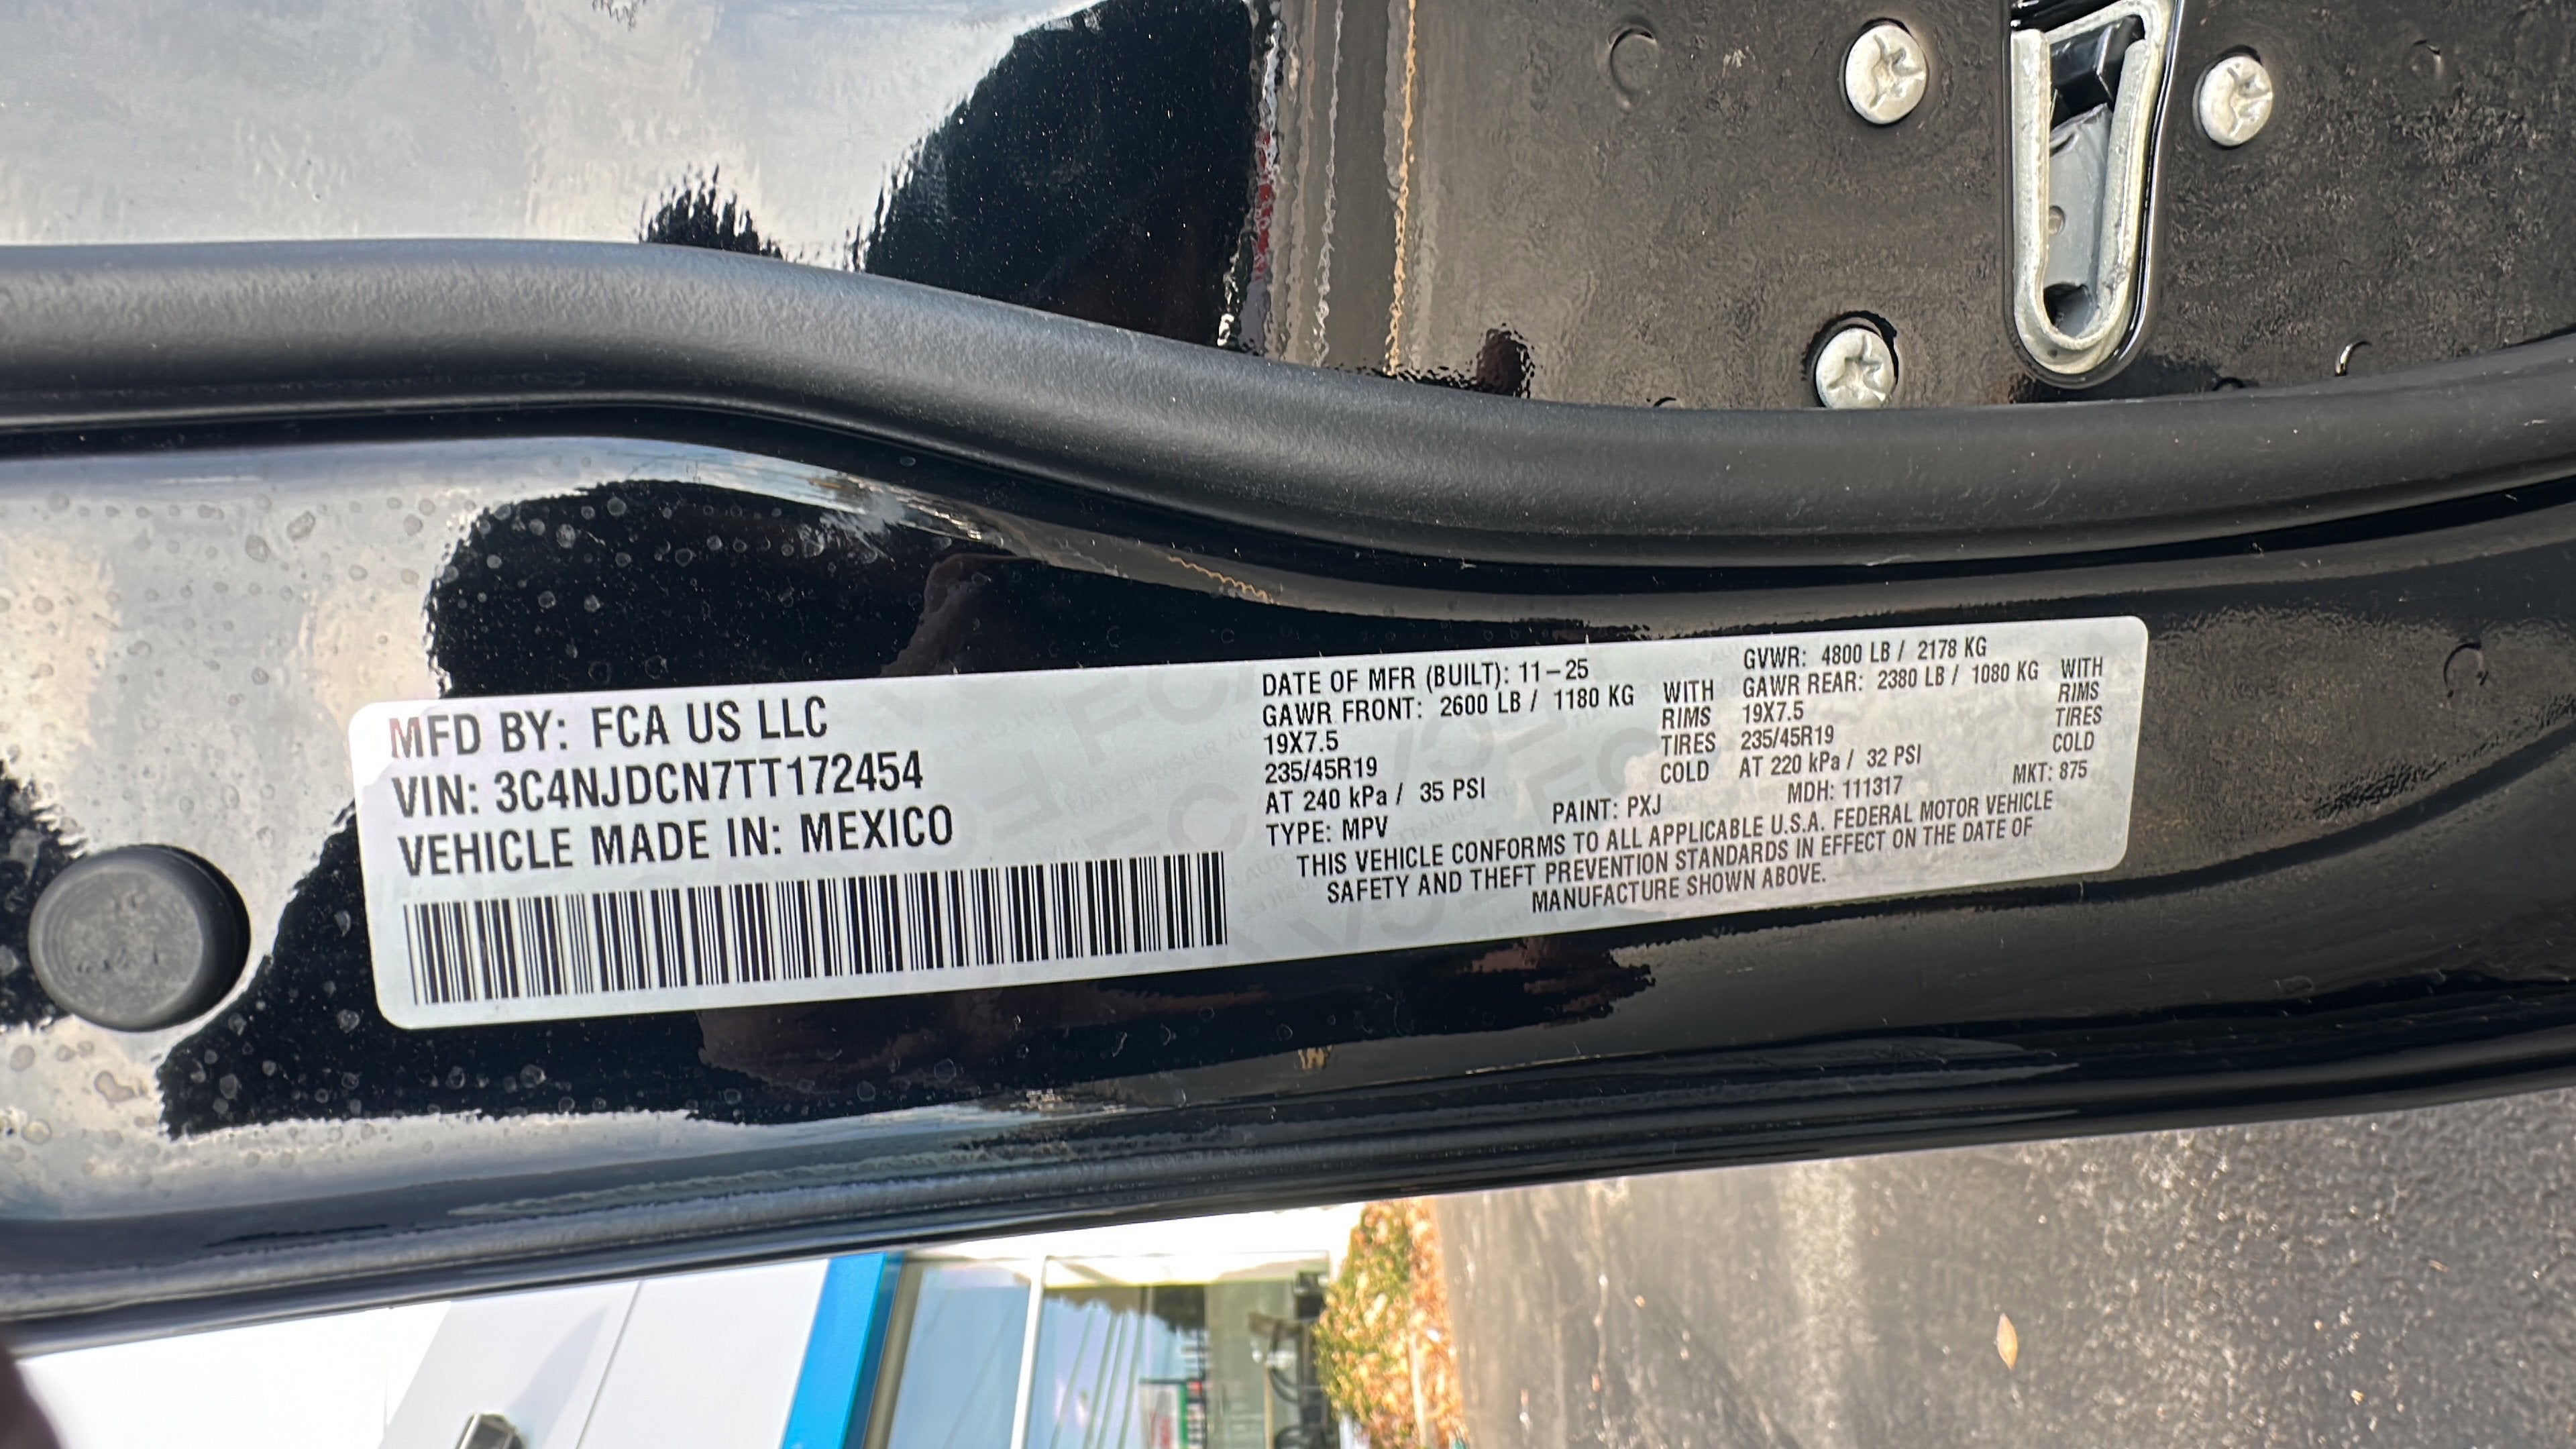 MFD BY: FCA US LLC
VIN: 3C4NJDCN7TT172454
VEHICLE MADE IN: MEXICO
DATE OF MFR (BUILT): 11-25
GAWR FRONT: 2600 LB / 1180 KG WITH
19X7.5 RIMS
235/45R19 TIRES
AT 240 kPa / 35 PSI COLD
TYPE: MPV
PAINT: PXJ
GVWR: 4800 LB / 2178 KG
GAWR REAR: 2380 LB / 1080 KG WITH
19X7.5 RIMS
235/45R19 TIRES
AT 220 kPa / 32 PSI COLD
MDH: 111317
MKT: 875
THIS VEHICLE CONFORMS TO ALL APPLICABLE U.S.A. FEDERAL MOTOR VEHICLE
SAFETY AND THEFT PREVENTION STANDARDS IN EFFECT ON THE DATE OF
MANUFACTURE SHOWN ABOVE.